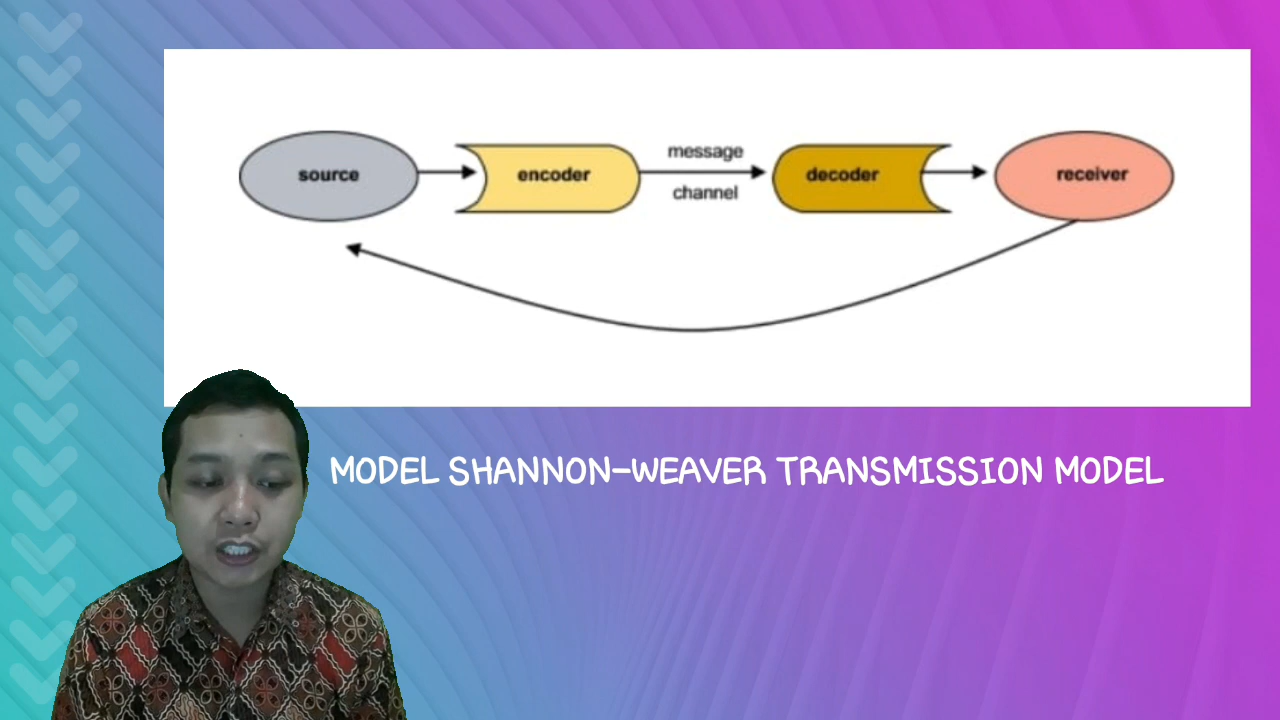 source
encoder
message
channel
decoder
receiver
MODEL SHANNON-WEAVER TRANSMISSION MODEL